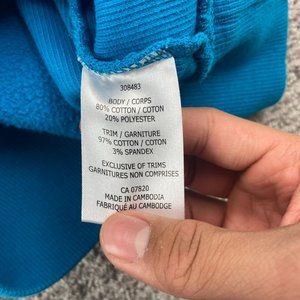 308483
BODY / CORPS
80% COTTON / COTON
20% POLYESTER
TRIM / GARNITURE
97% COTTON / COTON
3% SPANDEX
EXCLUSIVE OF TRIMS
GARNITURES NON COMPRISES
CA 07820
MADE IN CAMBODIA
FABRIQUÉ AU CAMBODGE